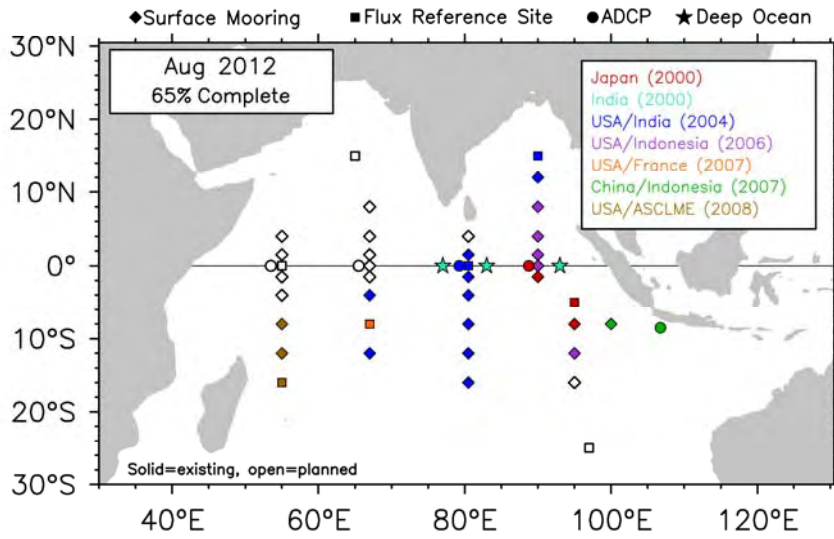 Surface Mooring Flux Reference Site ADCP Deep Ocean
30°N
20°N
10°N
0°
10°S
20°S
30°S
Aug 2012
65% Complete
Japan (2000)
India (2000)
USA/India (2004)
USA/Indonesia (2006)
USA/France (2007)
China/Indonesia (2007)
USA/ASCLME (2008)
Solid=existing, open=planned
40°E 60°E 80°E 100°E 120°E